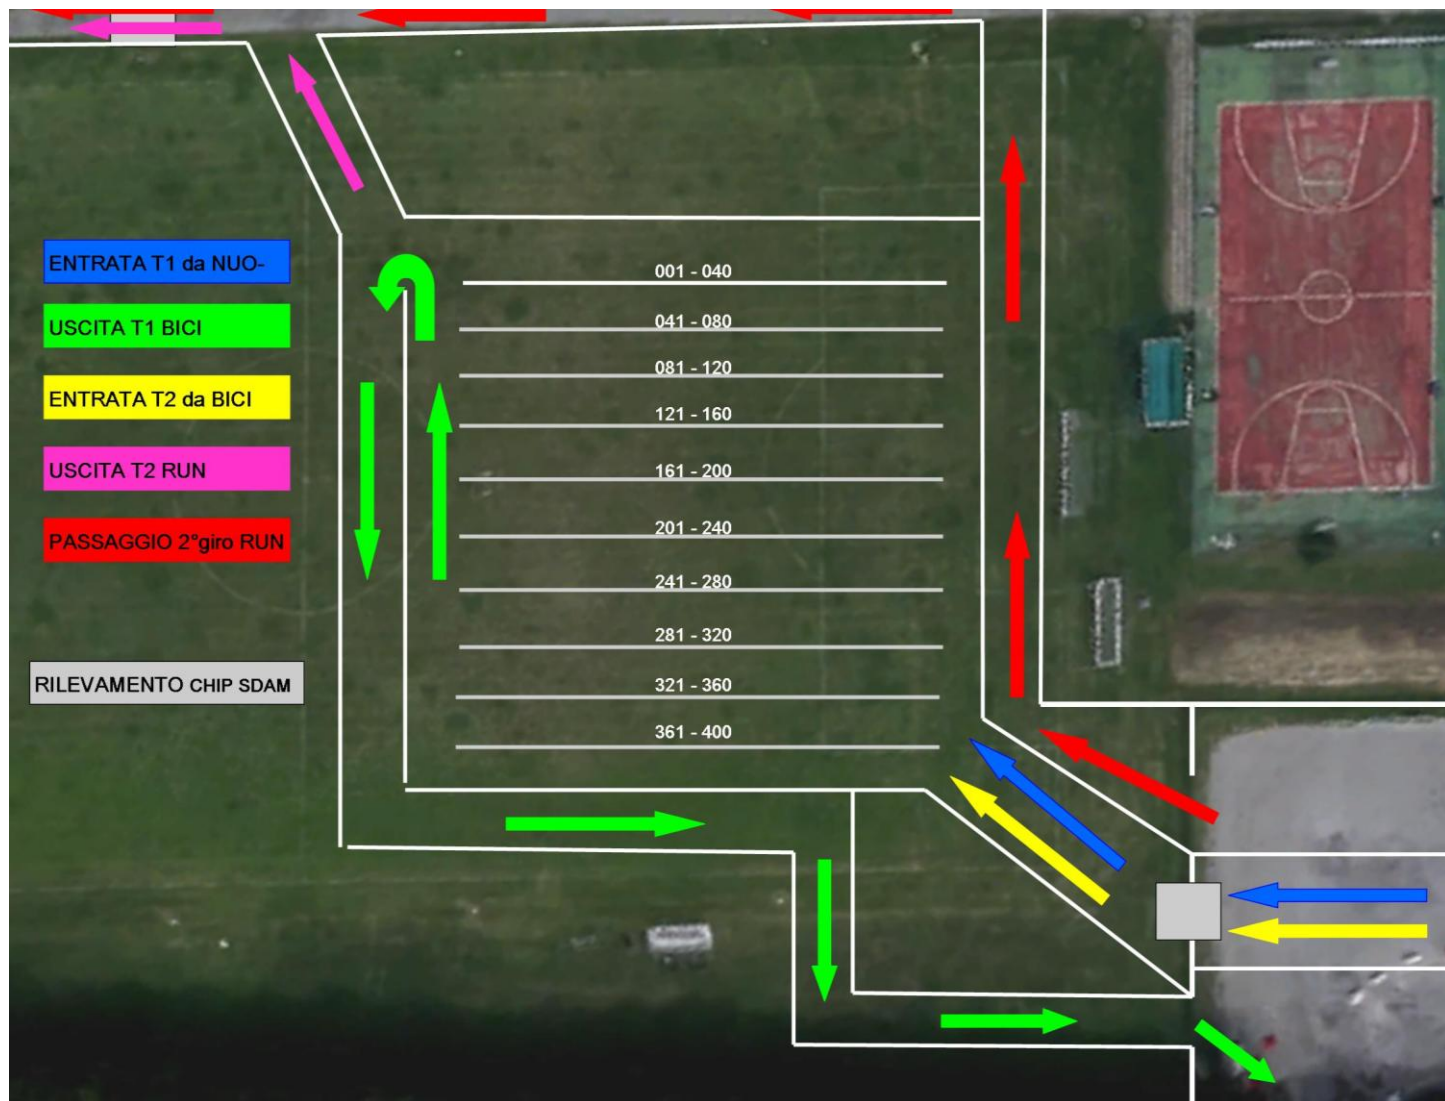 ENTRATA T1 da NUO-
USCITA T1 BICI
ENTRATA T2 da BICI
USCITA T2 RUN
PASSAGGIO 2°giro RUN
RILEVAMENTO CHIP SDAM
001 - 040
041 - 080
081 - 120
121 - 160
161 - 200
201 - 240
241 - 280
281 - 320
321 - 360
361 - 400